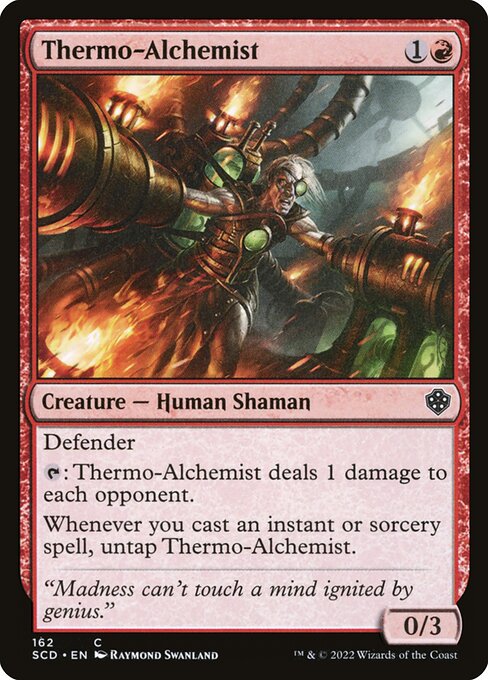 Thermo-Alchemist 1
Creature — Human Shaman
Defender
: Thermo-Alchemist deals 1 damage to
each opponent.
Whenever you cast an instant or sorcery
spell, untap Thermo-Alchemist.
“Madness can't touch a mind ignited by
genius.”
0/3
162 C
SCD • EN Raymond Swanland ™ & © 2022 Wizards of the Coast